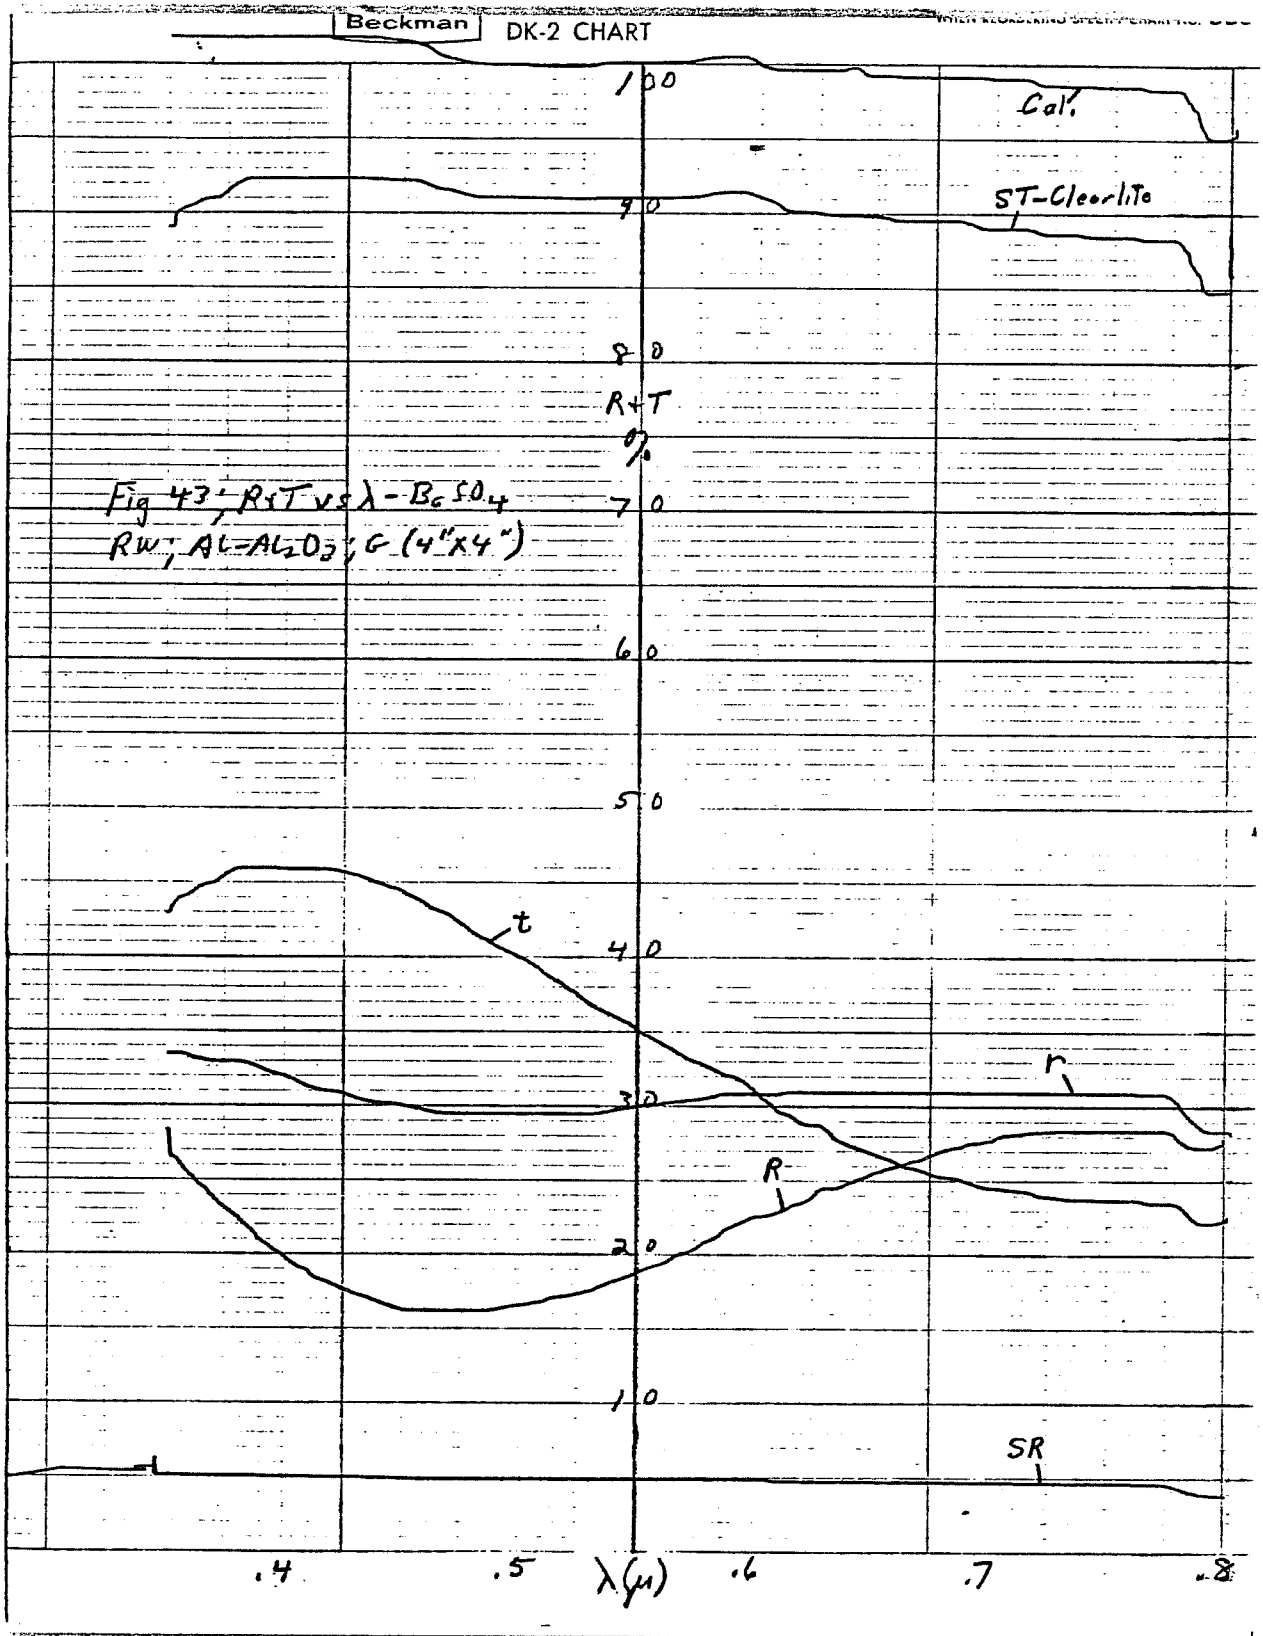 Beckman
DK-2 CHART
100
Cal.
90
ST-Clearlite
80
R+T
%
Fig 43; R+T vs λ - BaSO4
70
RW; AL-AL2O3; G (4"x4")
60
50
t
40
r
30
R
20
10
SR
.4 .5 λ(μ) .6 .7 .8